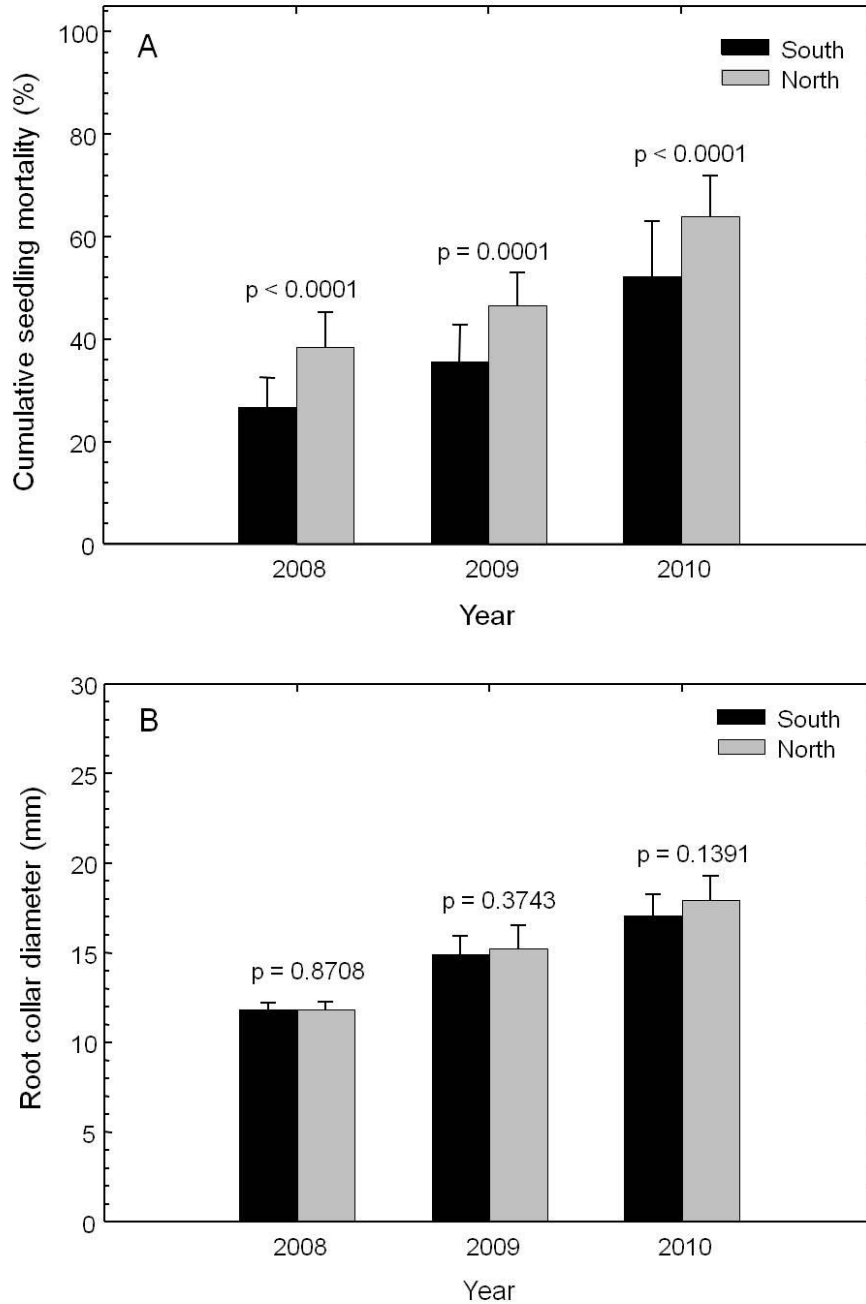 A
South
North
Cumulative seedling mortality (%)
100
80
60
40
20
0
p < 0.0001
p = 0.0001
p < 0.0001
2008
2009
2010
Year
B
South
North
Root collar diameter (mm)
30
25
20
15
10
5
0
p = 0.8708
p = 0.3743
p = 0.1391
2008
2009
2010
Year